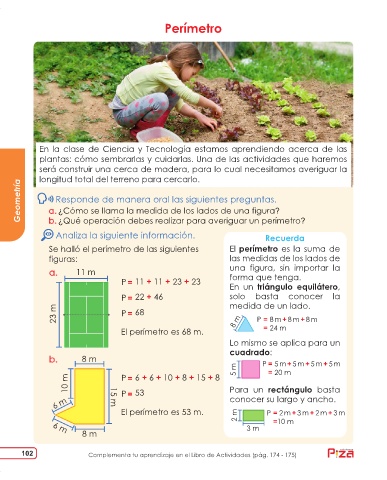 Perímetro
En la clase de Ciencia y Tecnología estamos aprendiendo acerca de las
plantas: cómo sembrarlas y cuidarlas. Una de las actividades que haremos
será construir una cerca de madera, para lo cual necesitamos averiguar la
longitud total del terreno para cercarlo.
Geometría
Responde de manera oral las siguientes preguntas.
a. ¿Cómo se llama la medida de los lados de una figura?
b. ¿Qué operación debes realizar para averiguar un perímetro?
Analiza la siguiente información.
Se halló el perímetro de las siguientes
figuras:
a.
11 m
23 m
P = 11 + 11 + 23 + 23
P = 22 + 46
P = 68
El perímetro es 68 m.
b.
8 m
10 m
15 m
6 m
6 m
8 m
P = 6 + 6 + 10 + 8 + 15 + 8
P = 53
El perímetro es 53 m.
Recuerda
El perímetro es la suma de
las medidas de los lados de
una figura, sin importar la
forma que tenga.
En un triángulo equilátero,
solo basta conocer la
medida de un lado.
8 m
P = 8 m + 8 m + 8 m
= 24 m
Lo mismo se aplica para un
cuadrado:
5 m
P = 5 m + 5 m + 5 m + 5 m
= 20 m
Para un rectángulo basta
conocer su largo y ancho.
2 m
3 m
P = 2 m + 3 m + 2 m + 3 m
= 10 m
102
Complementa tu aprendizaje en el Libro de Actividades (pág. 174 - 175)